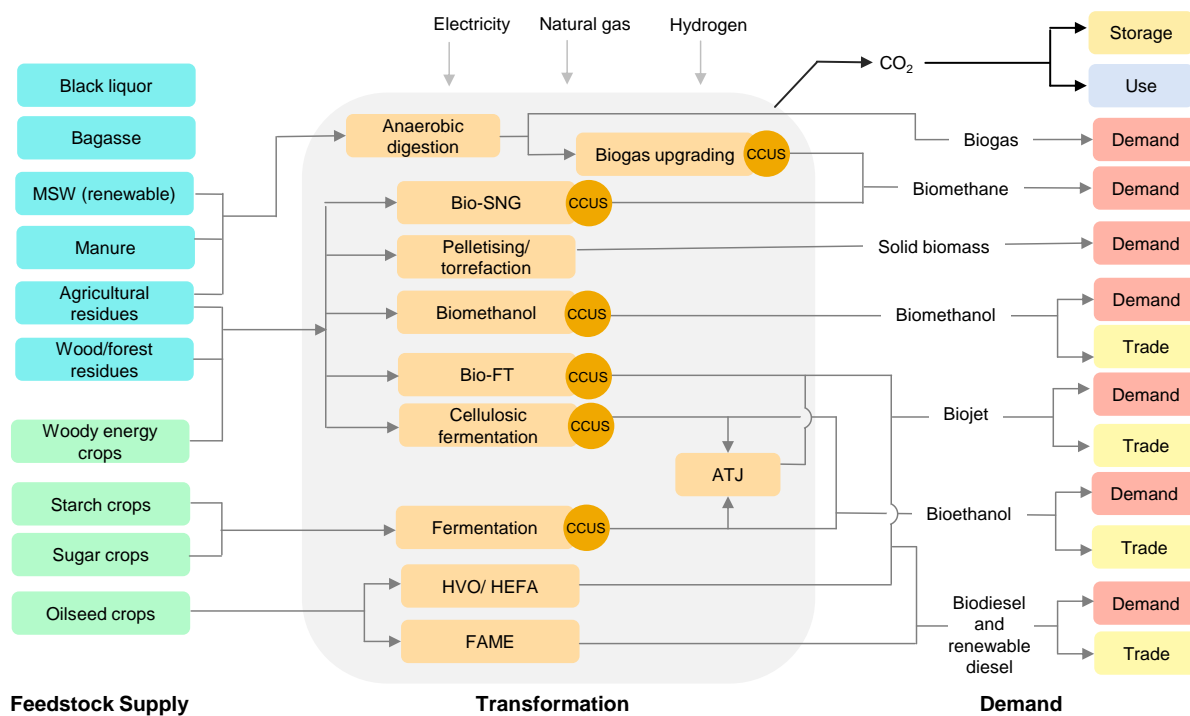 Electricity
Natural gas
Hydrogen
CO₂
Storage
Use
Black liquor
Bagasse
MSW (renewable)
Manure
Agricultural
residues
Wood/forest
residues
Woody energy
crops
Starch crops
Sugar crops
Oilseed crops
Anaerobic
digestion
Biogas upgrading
CCUS
Bio-SNG
CCUS
Pelletising/
torrefaction
Biomethanol
CCUS
Bio-FT
CCUS
Cellulosic
fermentation
CCUS
ATJ
Fermentation
CCUS
HVO/ HEFA
FAME
Biogas
Demand
Biomethane
Demand
Solid biomass
Demand
Biomethanol
Demand
Trade
Biojet
Demand
Trade
Bioethanol
Demand
Trade
Biodiesel
and
renewable
diesel
Demand
Trade
Feedstock Supply
Transformation
Demand